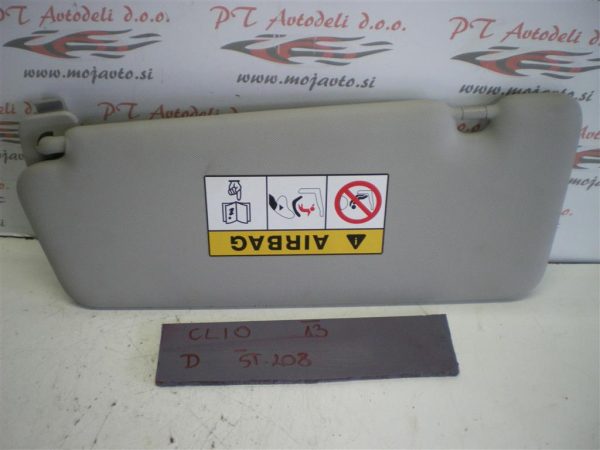 PT Avtodeli d.o.o.
PT Avtodeli d.o.o.
www.mojavto.si
www.mojavto.si
PT Avtodeli
d.o.o.
www.mojavto.si
AIRBAG
CLIO 13
D ST-208